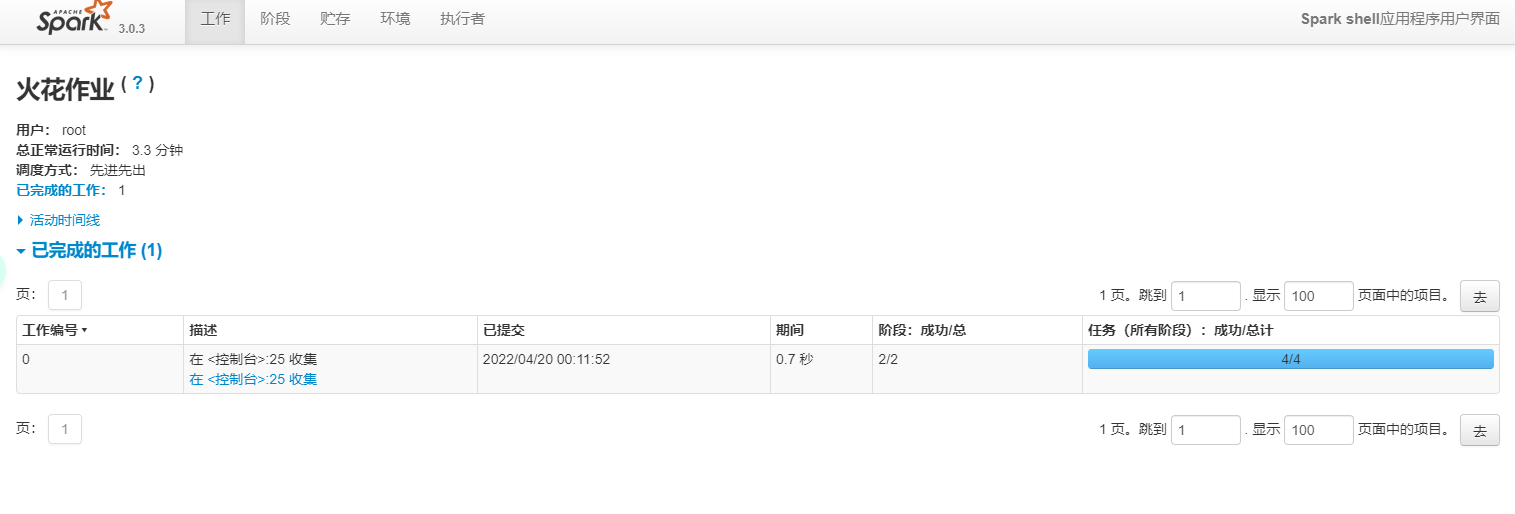 APACHE
Spark 3.0.3 工作 阶段 贮存 环境 执行者 Spark shell应用程序用户界面
火花作业 ( ? )
用户： root
总正常运行时间： 3.3 分钟
调度方式： 先进先出
已完成的工作： 1
活动时间线
已完成的工作 (1)
页： 1 1 页。跳到 1 . 显示 100 页面中的项目。 去
工作编号 描述 已提交 期间 阶段：成功/总 任务（所有阶段）：成功/总计
0 在 <控制台>:25 收集 2022/04/20 00:11:52 0.7 秒 2/2 4/4
在 <控制台>:25 收集
页： 1 1 页。跳到 1 . 显示 100 页面中的项目。 去